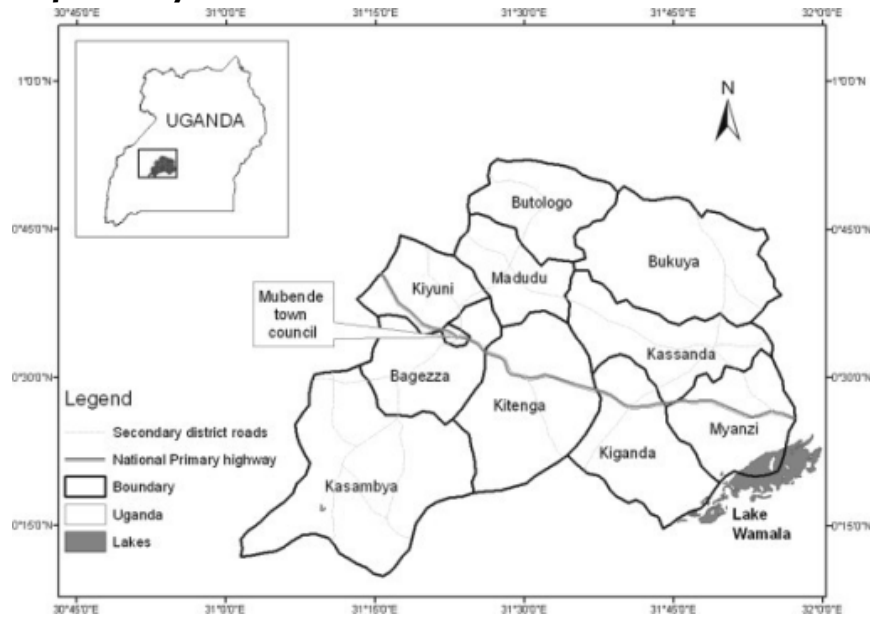 30°45'0"E 31°0'0"E 31°15'0"E 31°30'0"E 31°45'0"E 32°0'0"E
1°0'0"N
1°0'0"N
UGANDA
N
Butologo
0°45'0"N
0°45'0"N
Bukuya
Madudu
Kiyuni
Mubende
town
council
Kassanda
Bagezza
0°30'0"N
0°30'0"N
Kitenga
Myanzi
Kiganda
Kasambya
Legend
Secondary district roads
National Primary highway
Boundary
Uganda
Lakes
0°15'0"N
0°15'0"N
Lake
Wamala
30°45'0"E 31°0'0"E 31°15'0"E 31°30'0"E 31°45'0"E 32°0'0"E